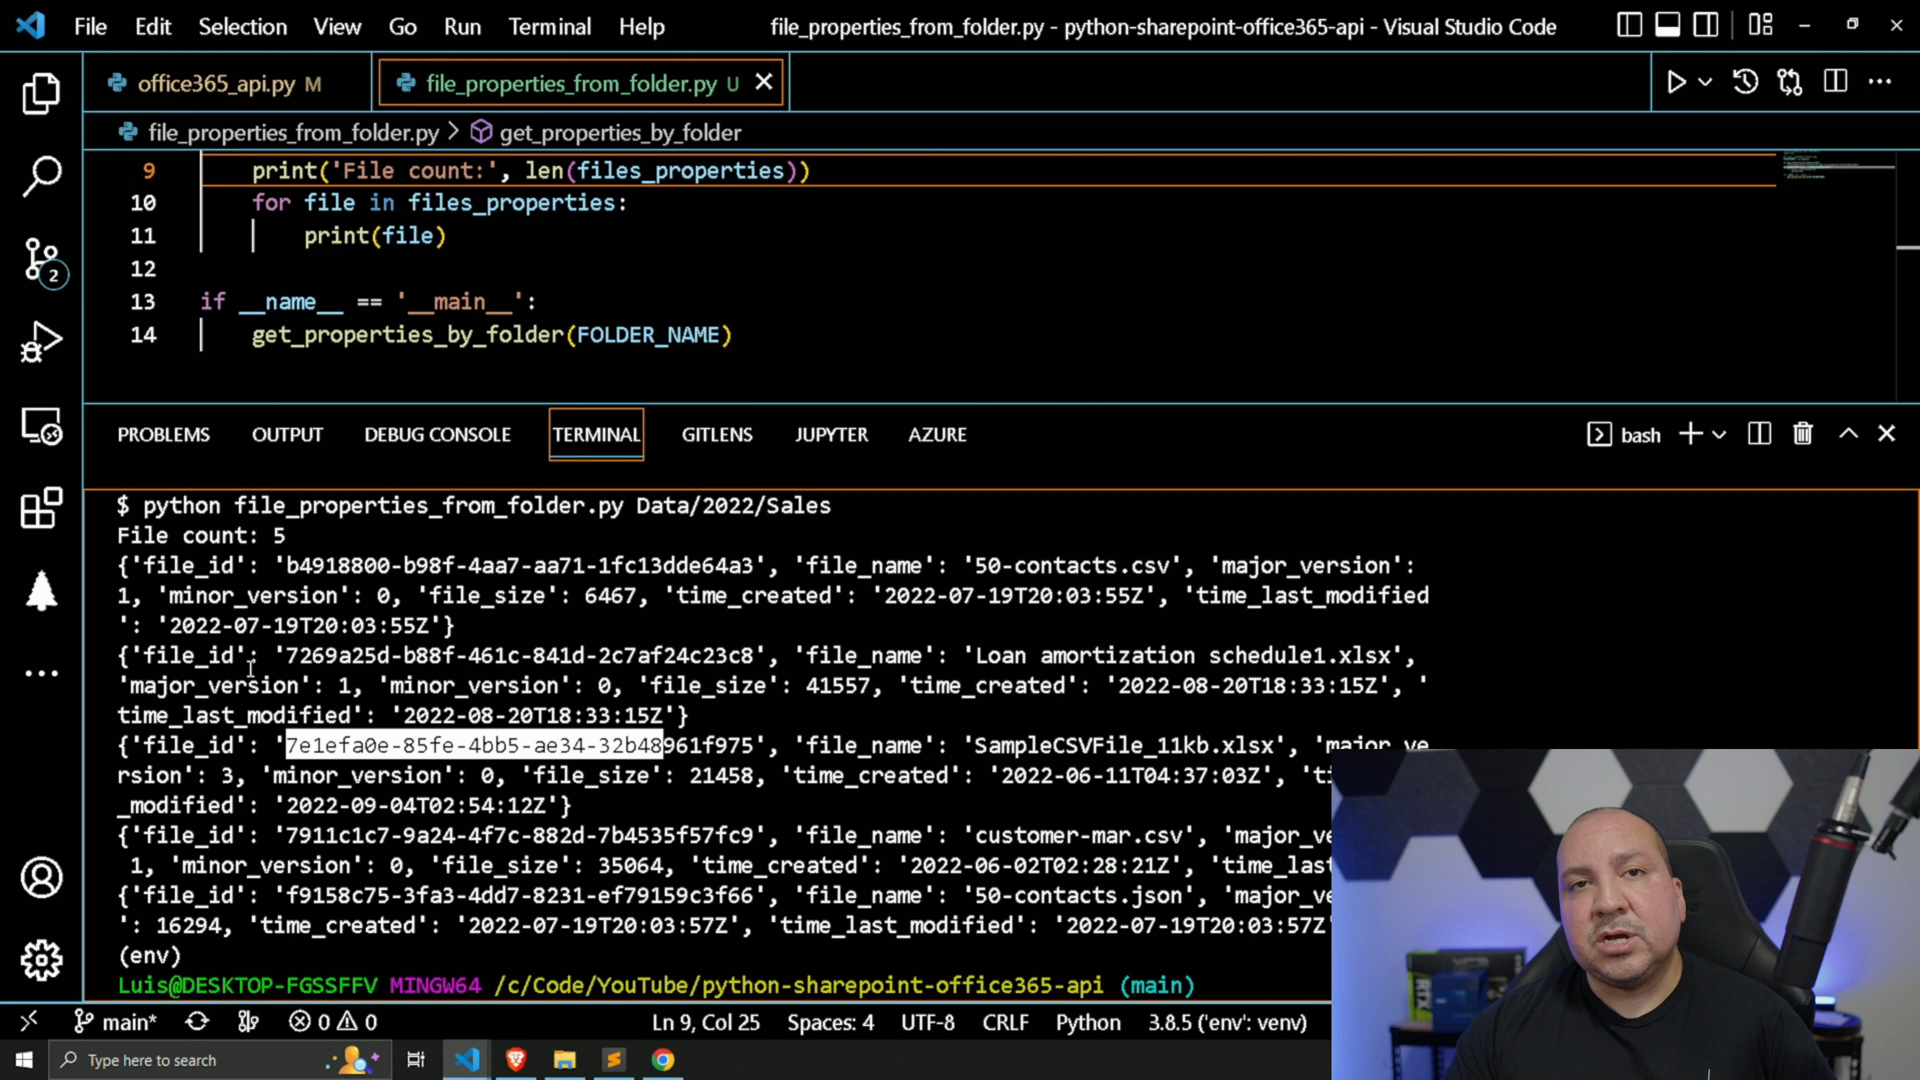 File Edit Selection View Go Run Terminal Help file_properties_from_folder.py - python-sharepoint-office365-api - Visual Studio Code
office365_api.py M file_properties_from_folder.py U
file_properties_from_folder.py > get_properties_by_folder
9 print('File count:', len(files_properties))
10 for file in files_properties:
11 print(file)
12
13 if __name__ == '__main__':
14 get_properties_by_folder(FOLDER_NAME)
2
PROBLEMS OUTPUT DEBUG CONSOLE TERMINAL GITLENS JUPYTER AZURE bash
$ python file_properties_from_folder.py Data/2022/Sales
File count: 5
{'file_id': 'b4918800-b98f-4aa7-aa71-1fc13dde64a3', 'file_name': '50-contacts.csv', 'major_version':
1, 'minor_version': 0, 'file_size': 6467, 'time_created': '2022-07-19T20:03:55Z', 'time_last_modified
': '2022-07-19T20:03:55Z'}
{'file_id': '7269a25d-b88f-461c-841d-2c7af24c23c8', 'file_name': 'Loan amortization schedule1.xlsx',
'major_version': 1, 'minor_version': 0, 'file_size': 41557, 'time_created': '2022-08-20T18:33:15Z', '
time_last_modified': '2022-08-20T18:33:15Z'}
{'file_id': '7e1efa0e-85fe-4bb5-ae34-32b48961f975', 'file_name': 'SampleCSVFile_11kb.xlsx', 'major_ve
rsion': 3, 'minor_version': 0, 'file_size': 21458, 'time_created': '2022-06-11T04:37:03Z', 'ti
_modified': '2022-09-04T02:54:12Z'}
{'file_id': '7911c1c7-9a24-4f7c-882d-7b4535f57fc9', 'file_name': 'customer-mar.csv', 'major_ve
1, 'minor_version': 0, 'file_size': 35064, 'time_created': '2022-06-02T02:28:21Z', 'time_las
{'file_id': 'f9158c75-3fa3-4dd7-8231-ef79159c3f66', 'file_name': '50-contacts.json', 'major_ve
': 16294, 'time_created': '2022-07-19T20:03:57Z', 'time_last_modified': '2022-07-19T20:03:57Z'
(env)
Luis@DESKTOP-FGSSFFV MINGW64 /c/Code/YouTube/python-sharepoint-office365-api (main)
main* 0 0 Ln 9, Col 25 Spaces: 4 UTF-8 CRLF Python 3.8.5 ('env': venv)
Type here to search